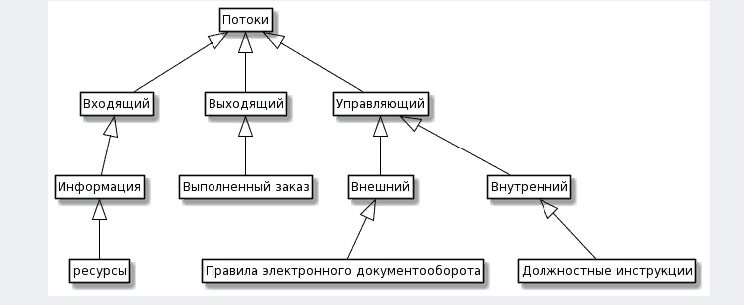 Потоки
Входящий
Выходящий
Управляющий
Информация
Выполненный заказ
Внешний
Внутренний
ресурсы
Гравила электронного документооборота
Должностные инструкции